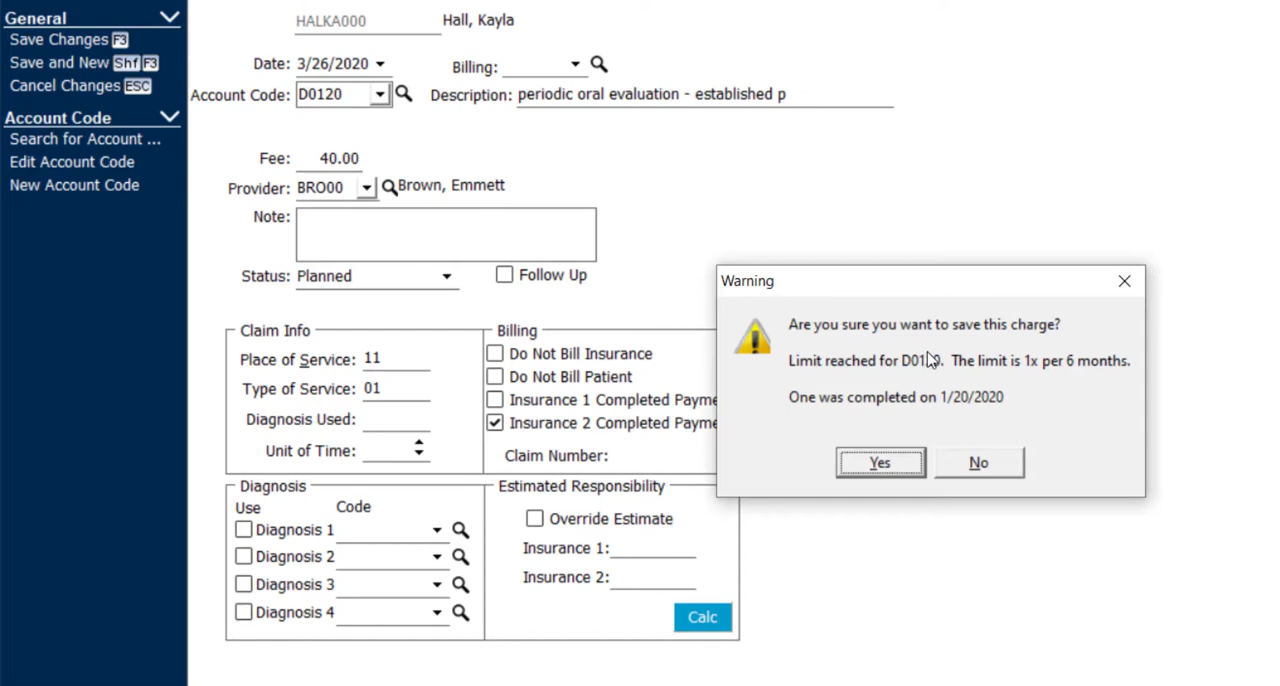 General
Save Changes F3
Save and New Shf F3
Cancel Changes ESC
Account Code
Search for Account ...
Edit Account Code
New Account Code
HALKA000 Hall, Kayla
Date: 3/26/2020 Billing:
Account Code: D0120 Description: periodic oral evaluation - established p
Fee: 40.00
Provider: BRO00 Brown, Emmett
Note:
Status: Planned Follow Up
Claim Info
Place of Service: 11
Type of Service: 01
Diagnosis Used:
Unit of Time:
Billing
Do Not Bill Insurance
Do Not Bill Patient
Insurance 1 Completed Payme
Insurance 2 Completed Payme
Claim Number:
Diagnosis
Use Code
Diagnosis 1
Diagnosis 2
Diagnosis 3
Diagnosis 4
Estimated Responsibility
Override Estimate
Insurance 1:
Insurance 2:
Calc
Warning
Are you sure you want to save this charge?
Limit reached for The limit is 1x per 6 months.
One was completed on 1/20/2020
Yes No